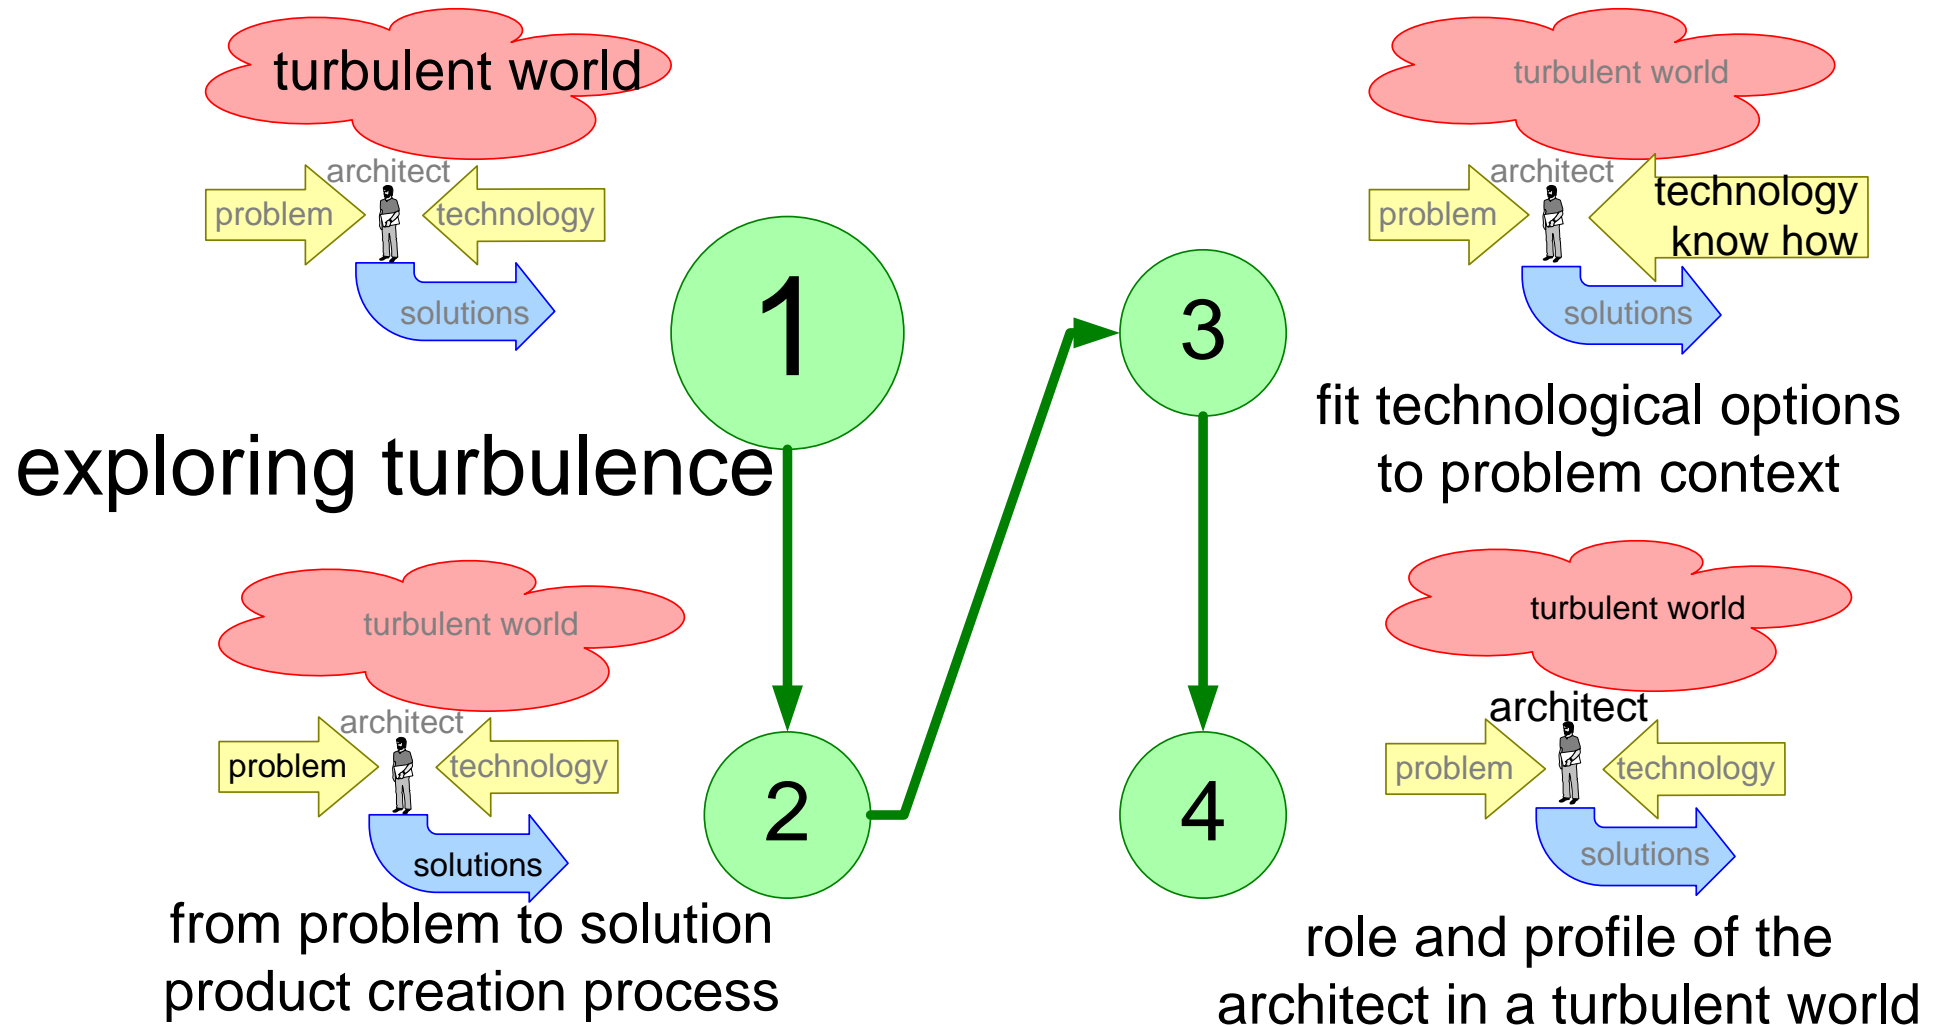 turbulent world
architect
problem
technology
solutions
1
exploring turbulence
turbulent world
architect
problem
technology
solutions
2
from problem to solution
product creation process
turbulent world
architect
problem
technology
know how
solutions
3
fit technological options
to problem context
turbulent world
architect
problem
technology
solutions
4
role and profile of the
architect in a turbulent world